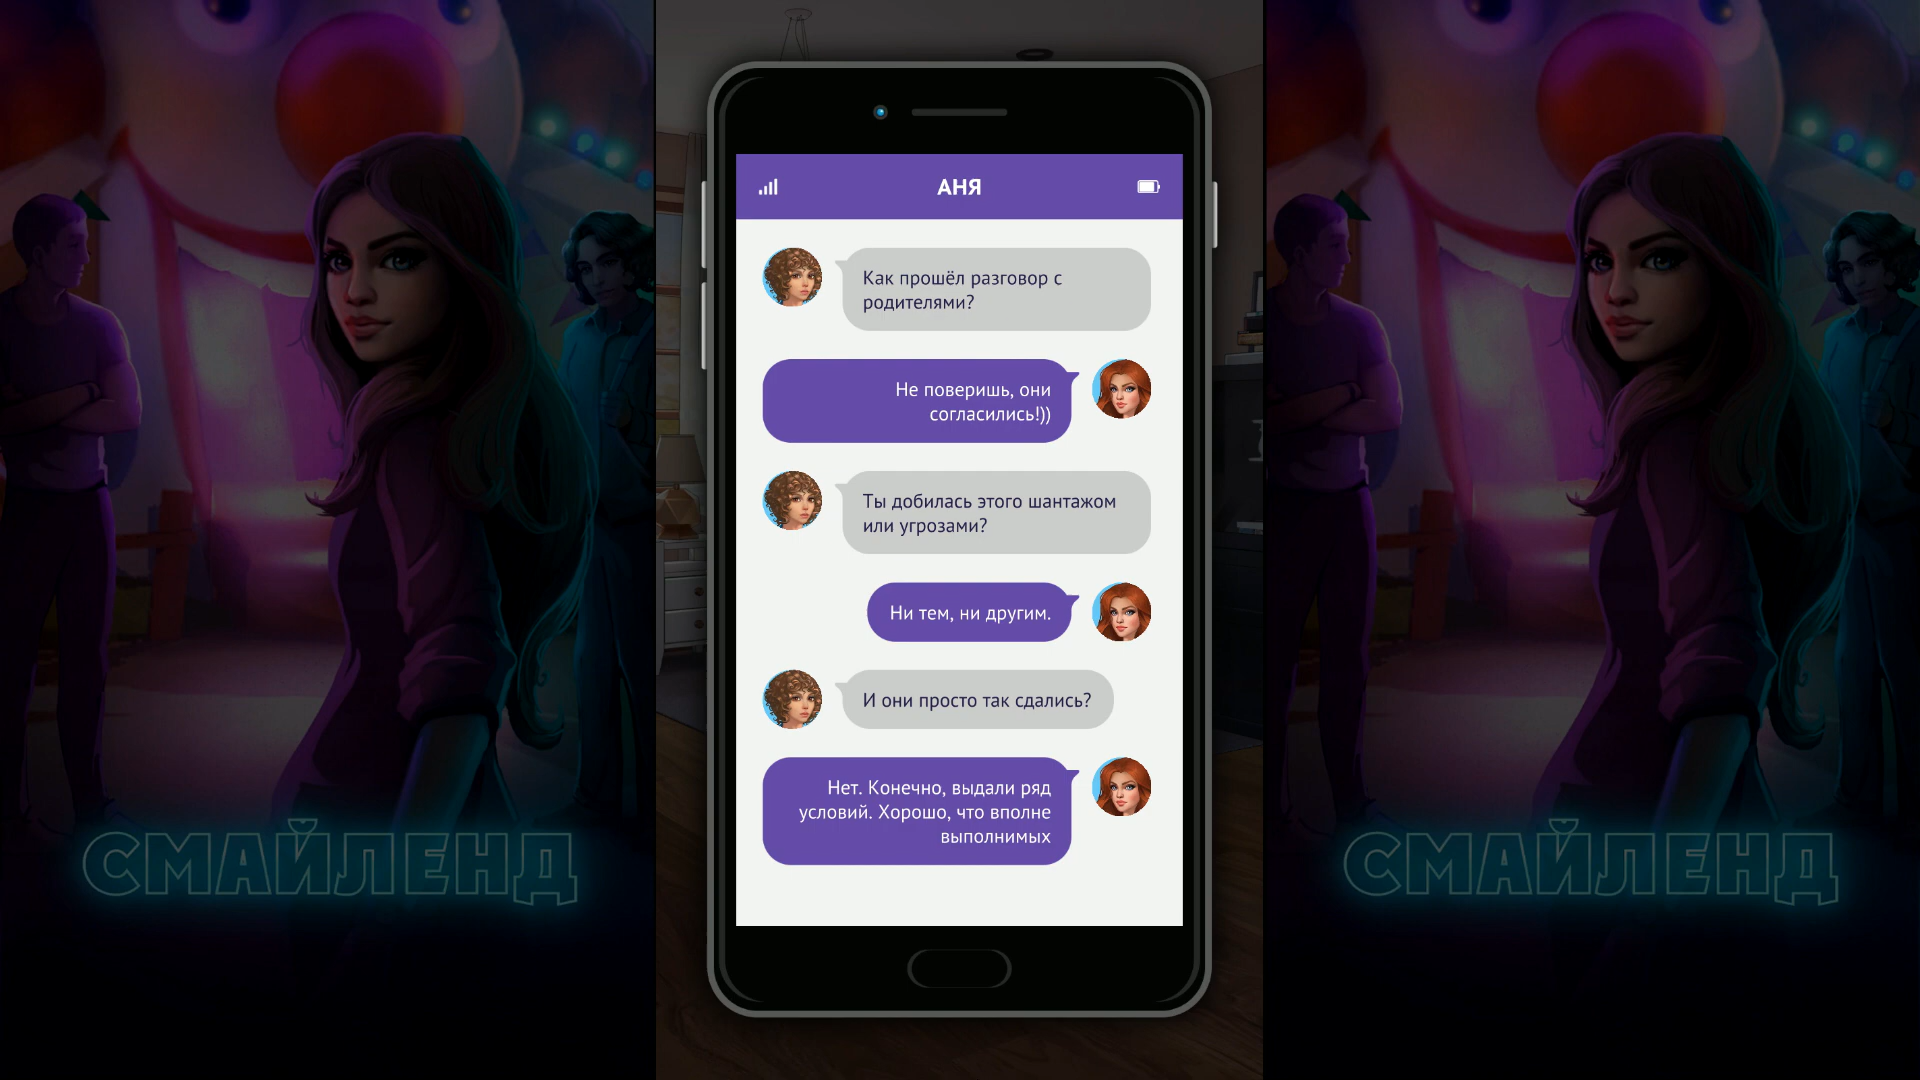 АНЯ
Как прошёл разговор с
родителями?
Не поверишь, они
согласились!))
Ты добилась этого шантажом
или угрозами?
Ни тем, ни другим.
И они просто так сдались?
Нет. Конечно, выдали ряд
условий. Хорошо, что вполне
выполнимых
СМАЙЛЕНД
СМАЙЛЕНД